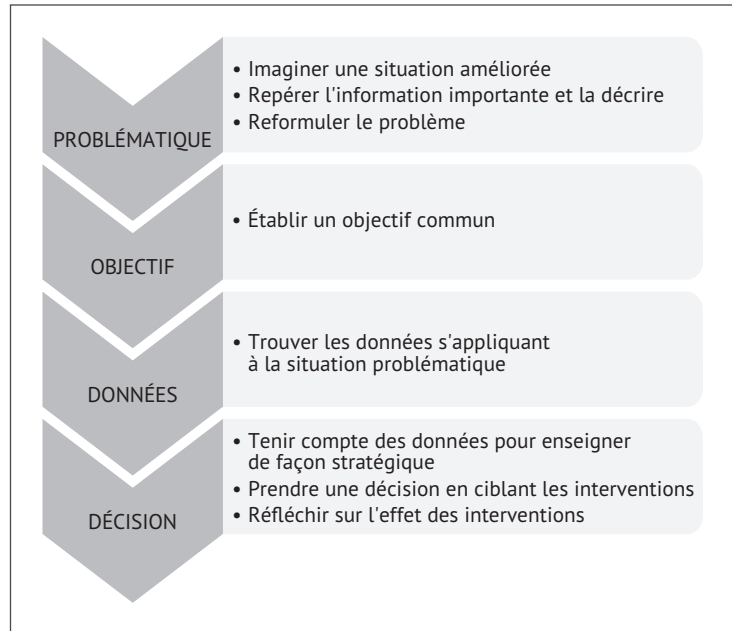 PROBLÉMATIQUE
• Imaginer une situation améliorée
• Repérer l'information importante et la décrire
• Reformuler le problème
OBJECTIF
• Établir un objectif commun
DONNÉES
• Trouver les données s'appliquant
à la situation problématique
DÉCISION
• Tenir compte des données pour enseigner
de façon stratégique
• Prendre une décision en ciblant les interventions
• Réfléchir sur l'effet des interventions